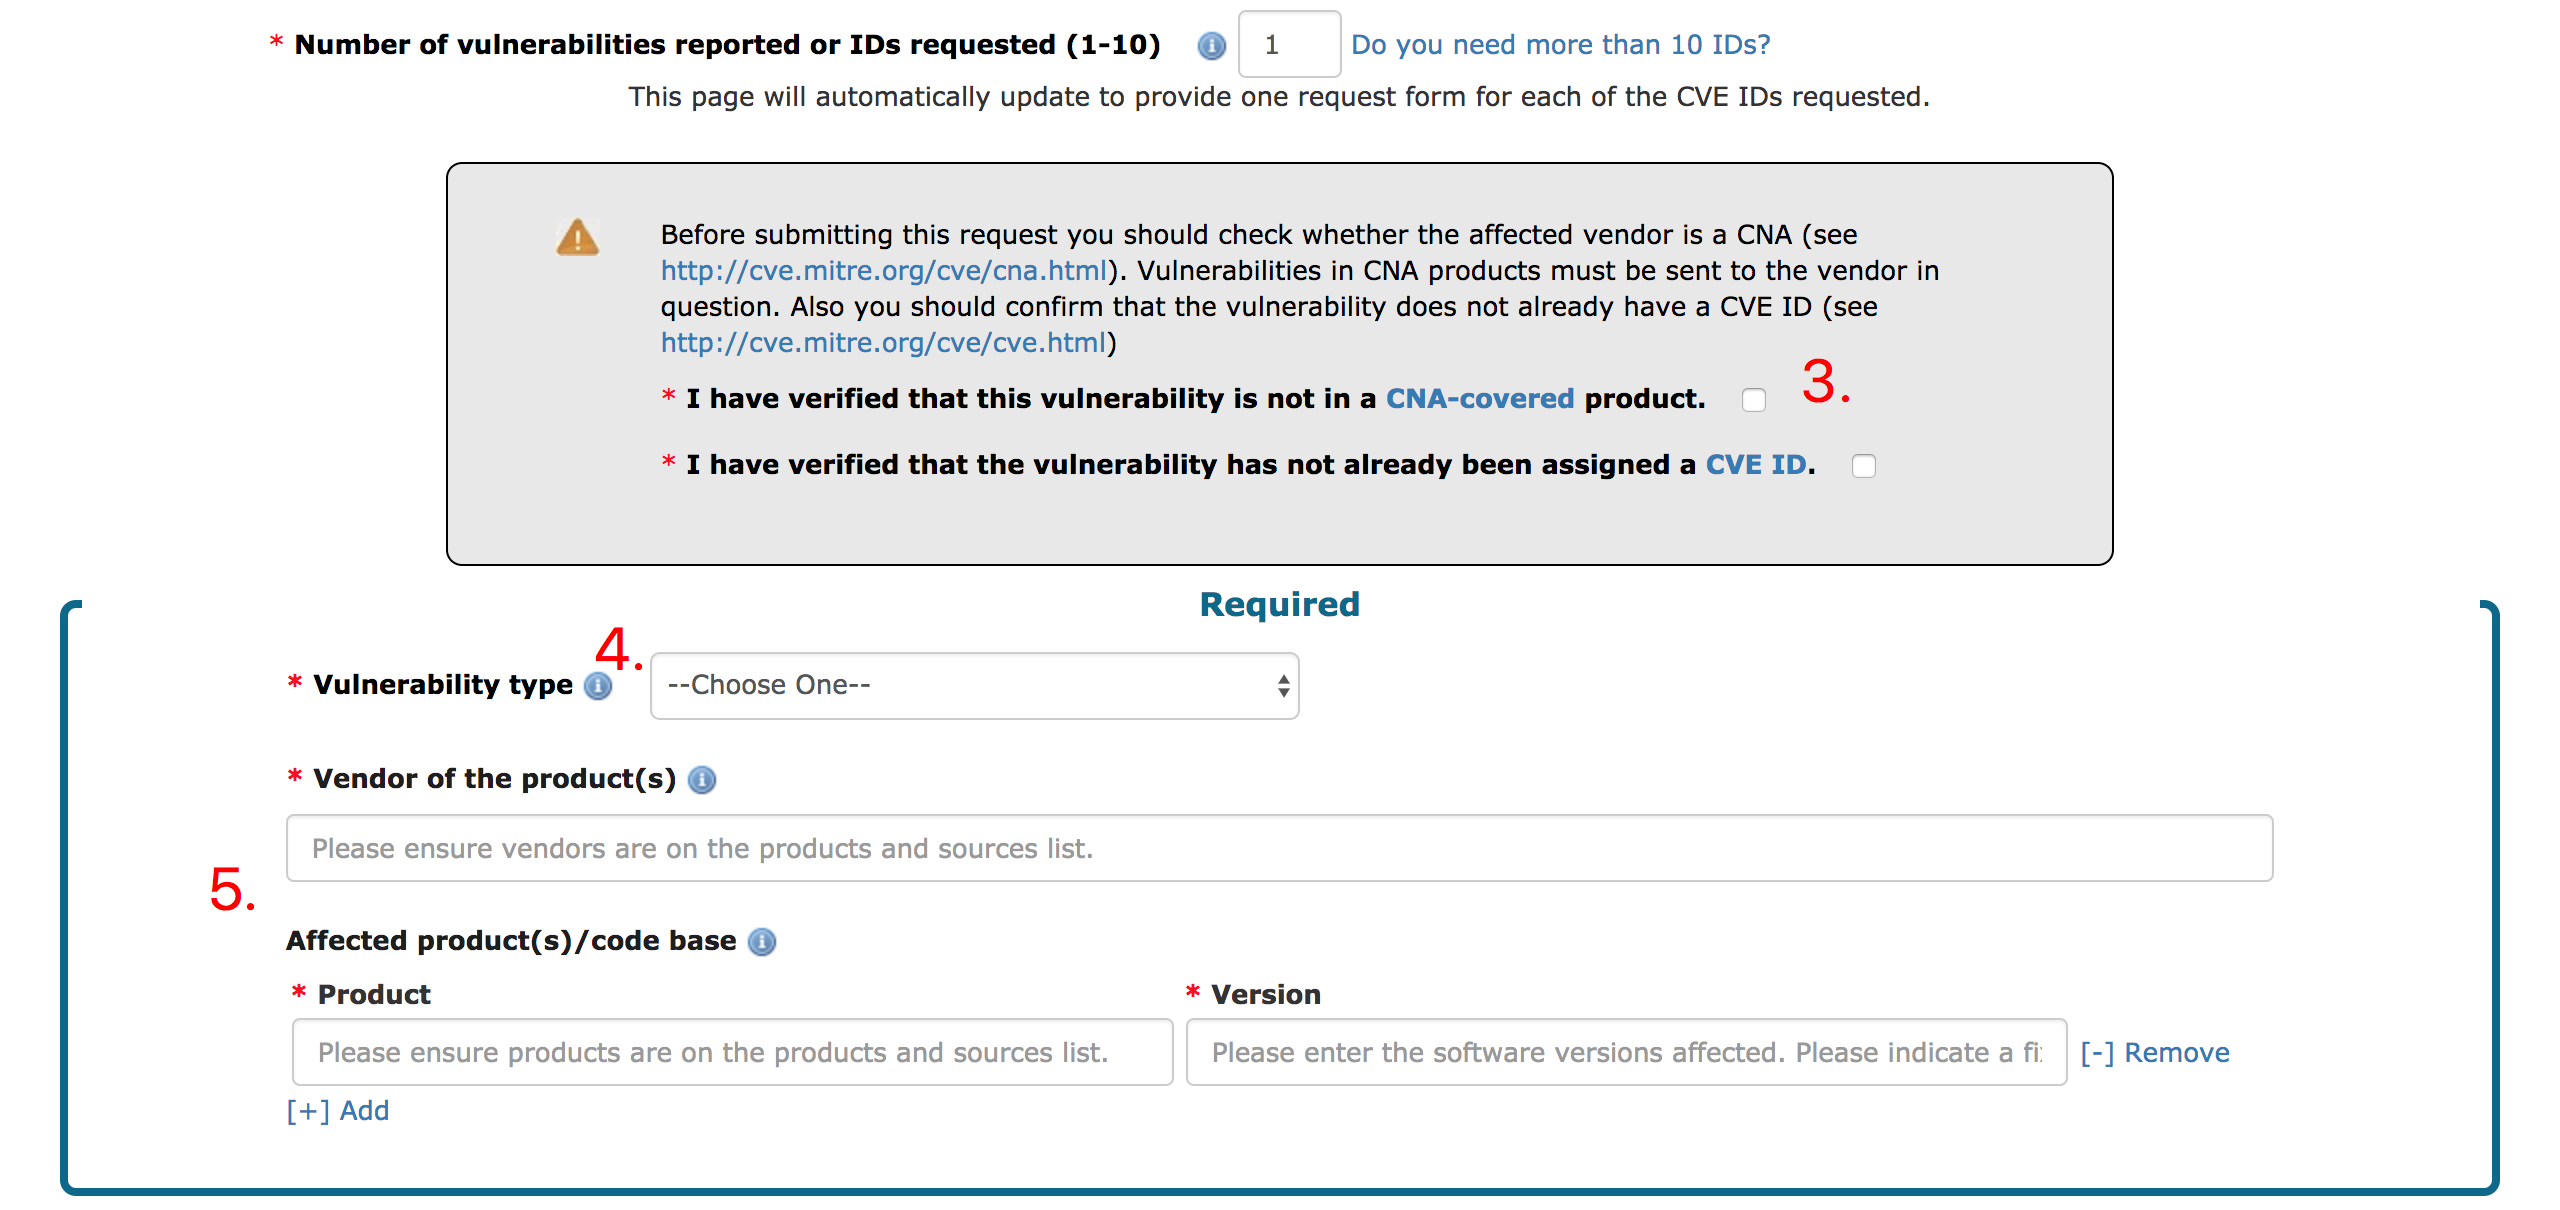 * Number of vulnerabilities reported or IDs requested (1-10) 1 Do you need more than 10 IDs?
This page will automatically update to provide one request form for each of the CVE IDs requested.
Before submitting this request you should check whether the affected vendor is a CNA (see
http://cve.mitre.org/cve/cna.html). Vulnerabilities in CNA products must be sent to the vendor in
question. Also you should confirm that the vulnerability does not already have a CVE ID (see
http://cve.mitre.org/cve/cve.html)
* I have verified that this vulnerability is not in a CNA-covered product. 3.
* I have verified that the vulnerability has not already been assigned a CVE ID.
Required
* Vulnerability type 4. --Choose One--
* Vendor of the product(s)
Please ensure vendors are on the products and sources list.
5.
Affected product(s)/code base
* Product * Version
Please ensure products are on the products and sources list. Please enter the software versions affected. Please indicate a [-] Remove
[+] Add